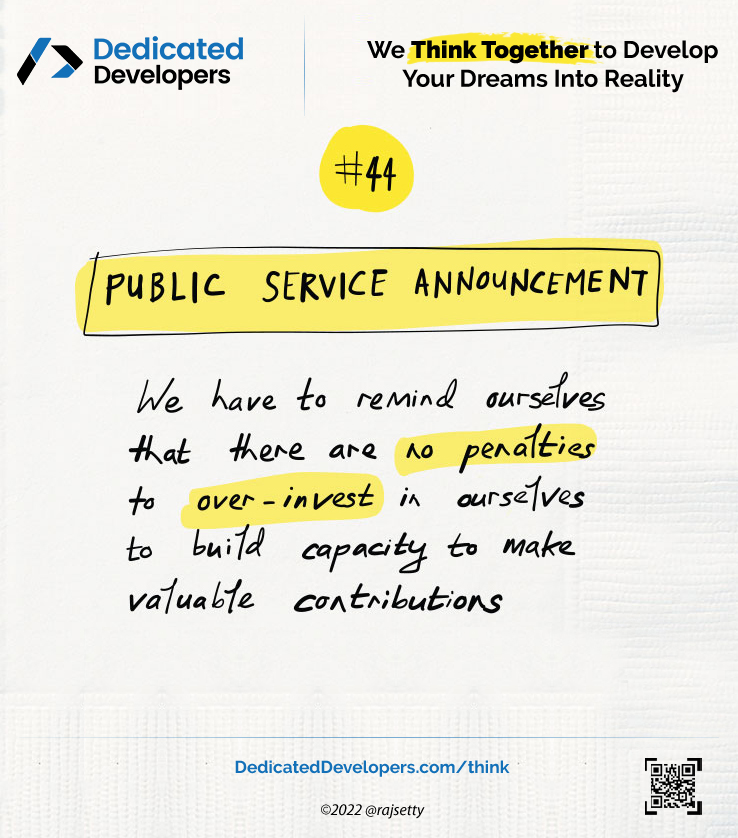 Dedicated
Developers
We Think Together to Develop
Your Dreams Into Reality
#44
PUBLIC SERVICE ANNOUNCEMENT
We have to remind ourselves
that there are no penalties
to over-invest in ourselves
to build capacity to make
valuable contributions
DedicatedDevelopers.com/think
©2022 @rajsetty